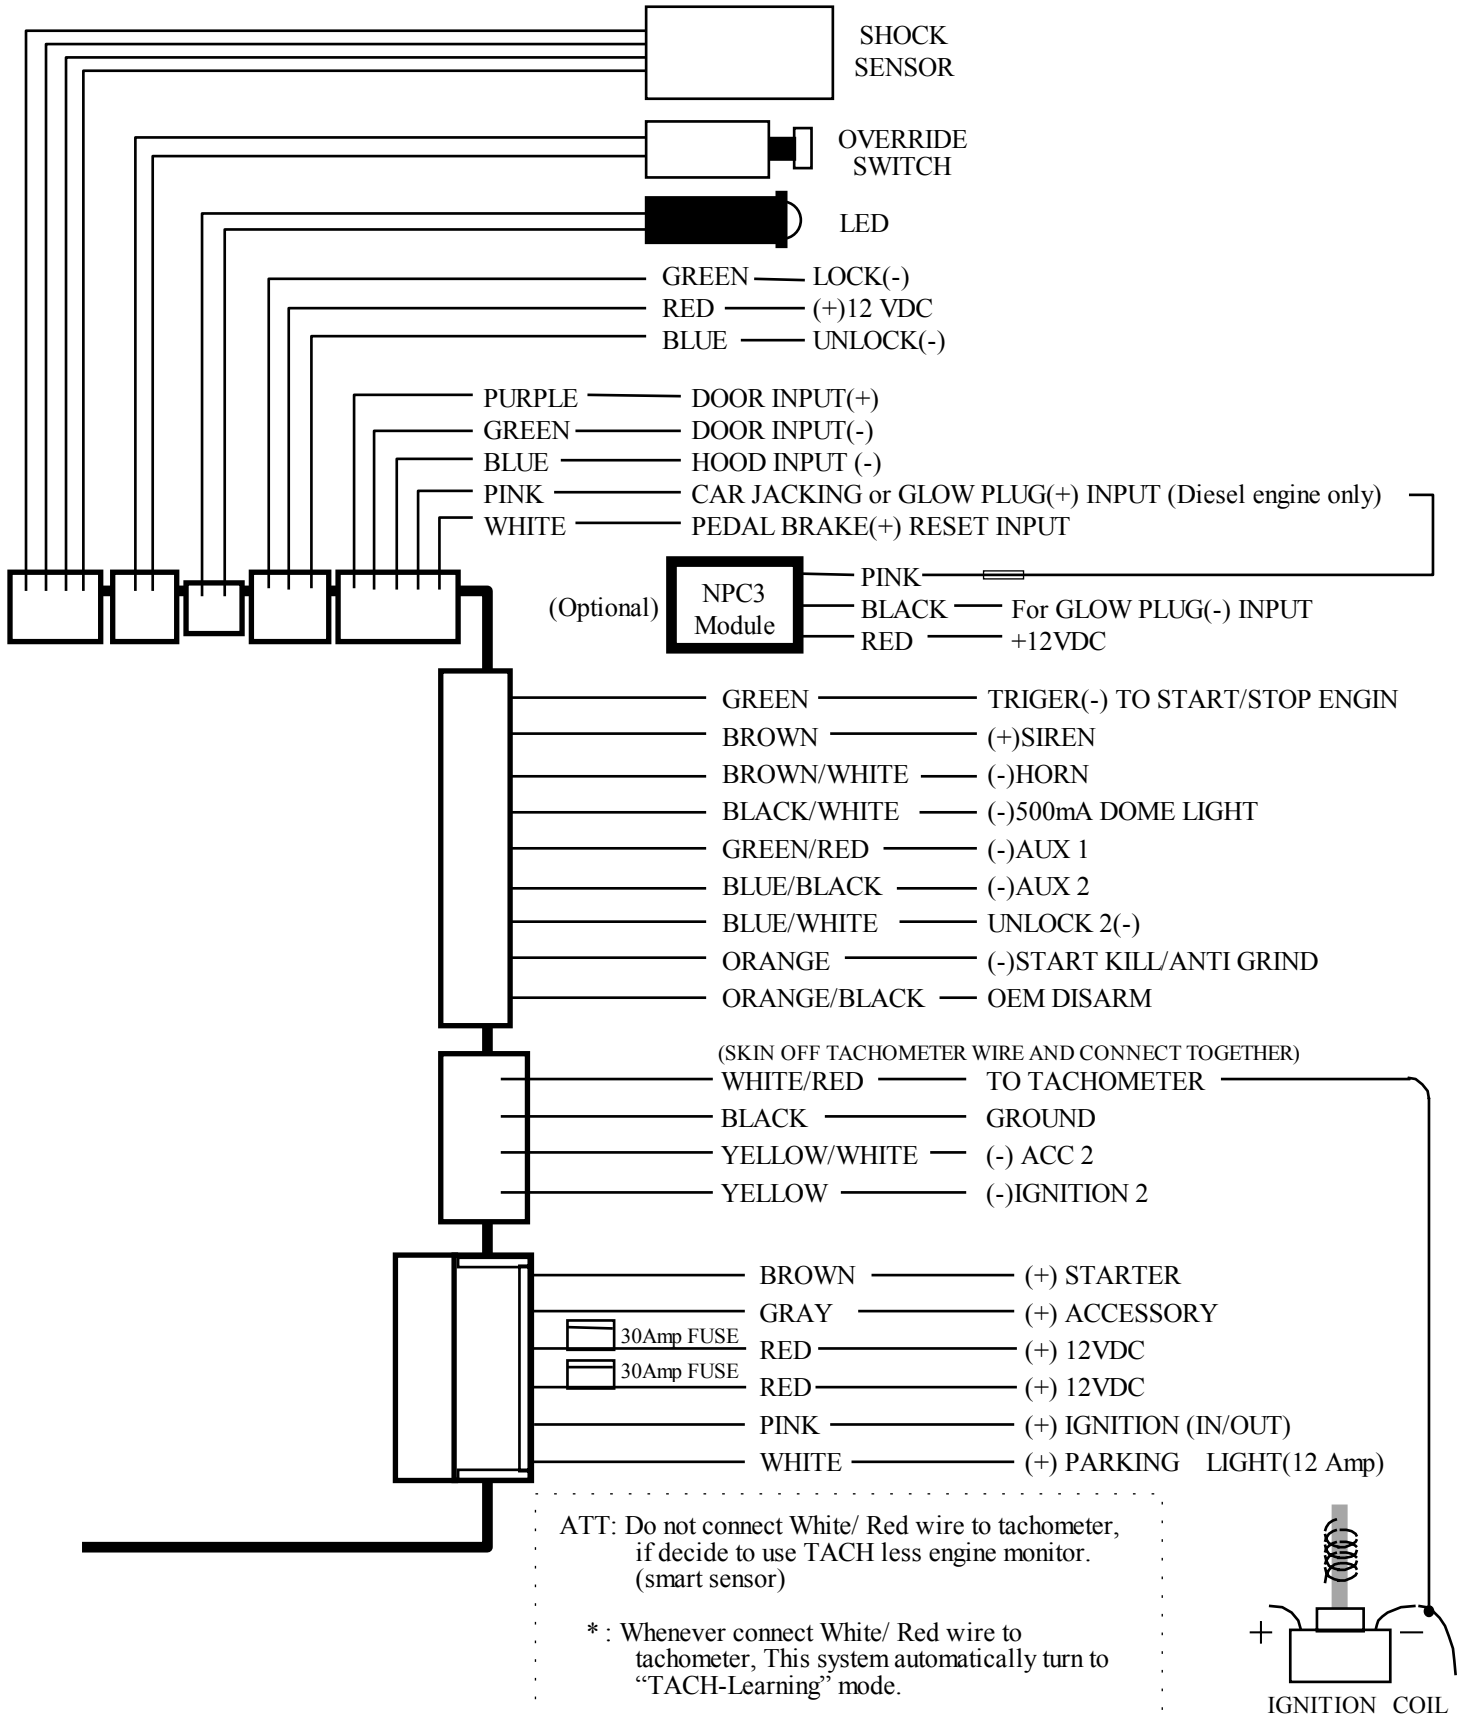 SHOCK
SENSOR
OVERRIDE
SWITCH
LED
GREEN LOCK(-)
RED (+)12 VDC
BLUE UNLOCK(-)
PURPLE DOOR INPUT(+)
GREEN DOOR INPUT(-)
BLUE HOOD INPUT (-)
PINK CAR JACKING or GLOW PLUG(+) INPUT (Diesel engine only)
WHITE PEDAL BRAKE(+) RESET INPUT
(Optional)
NPC3
Module
PINK
BLACK For GLOW PLUG(-) INPUT
RED +12VDC
GREEN TRIGER(-) TO START/STOP ENGIN
BROWN (+)SIREN
BROWN/WHITE (-)HORN
BLACK/WHITE (-)500mA DOME LIGHT
GREEN/RED (-)AUX 1
BLUE/BLACK (-)AUX 2
BLUE/WHITE UNLOCK 2(-)
ORANGE (-)START KILL/ANTI GRIND
ORANGE/BLACK OEM DISARM
(SKIN OFF TACHOMETER WIRE AND CONNECT TOGETHER)
WHITE/RED TO TACHOMETER
BLACK GROUND
YELLOW/WHITE (-) ACC 2
YELLOW (-)IGNITION 2
BROWN (+) STARTER
GRAY (+) ACCESSORY
30Amp FUSE
RED (+) 12VDC
30Amp FUSE
RED (+) 12VDC
PINK (+) IGNITION (IN/OUT)
WHITE (+) PARKING LIGHT(12 Amp)
ATT: Do not connect White/ Red wire to tachometer,
if decide to use TACH less engine monitor.
(smart sensor)
* : Whenever connect White/ Red wire to
tachometer, This system automatically turn to
“TACH-Learning” mode.
+ −
IGNITION COIL